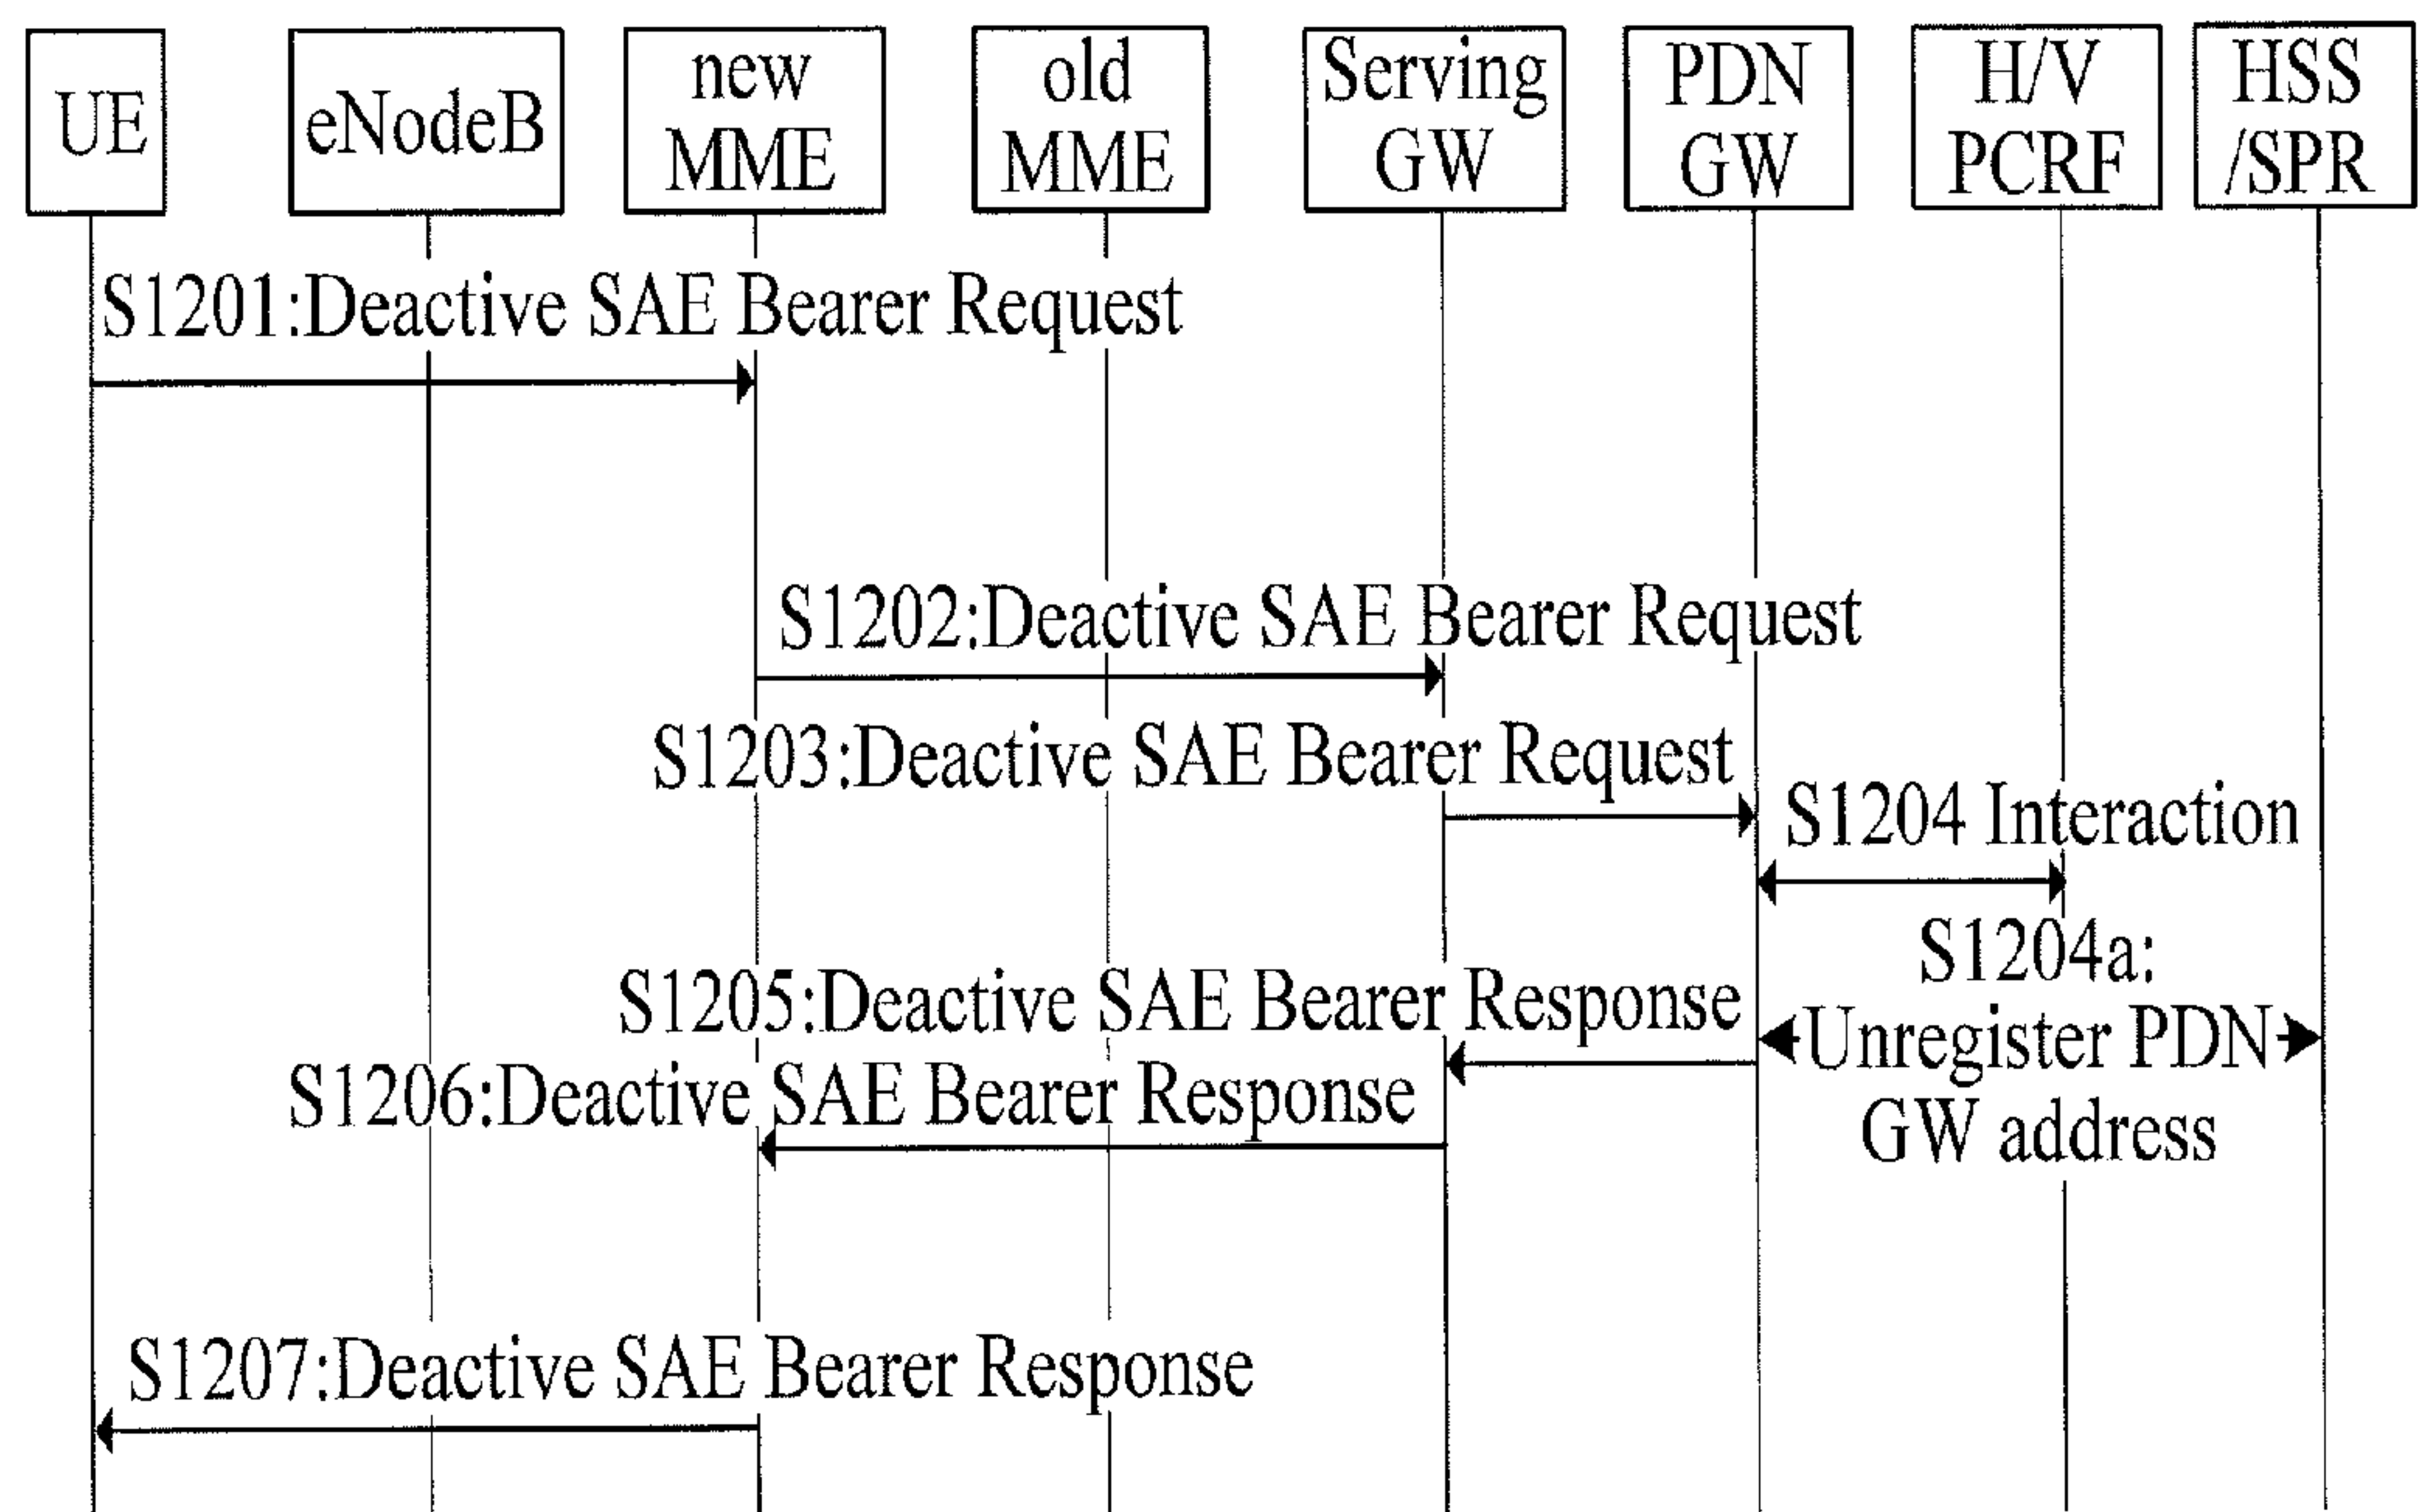 UE
eNodeB
new
MME
old
MME
Serving
GW
PDN
GW
H/V
PCRF
HSS
/SPR
S1201:Deactive SAE Bearer Request
S1202:Deactive SAE Bearer Request
S1203:Deactive SAE Bearer Request
S1204 Interaction
S1204a:
Unregister PDN
GW address
S1205:Deactive SAE Bearer Response
S1206:Deactive SAE Bearer Response
S1207:Deactive SAE Bearer Response